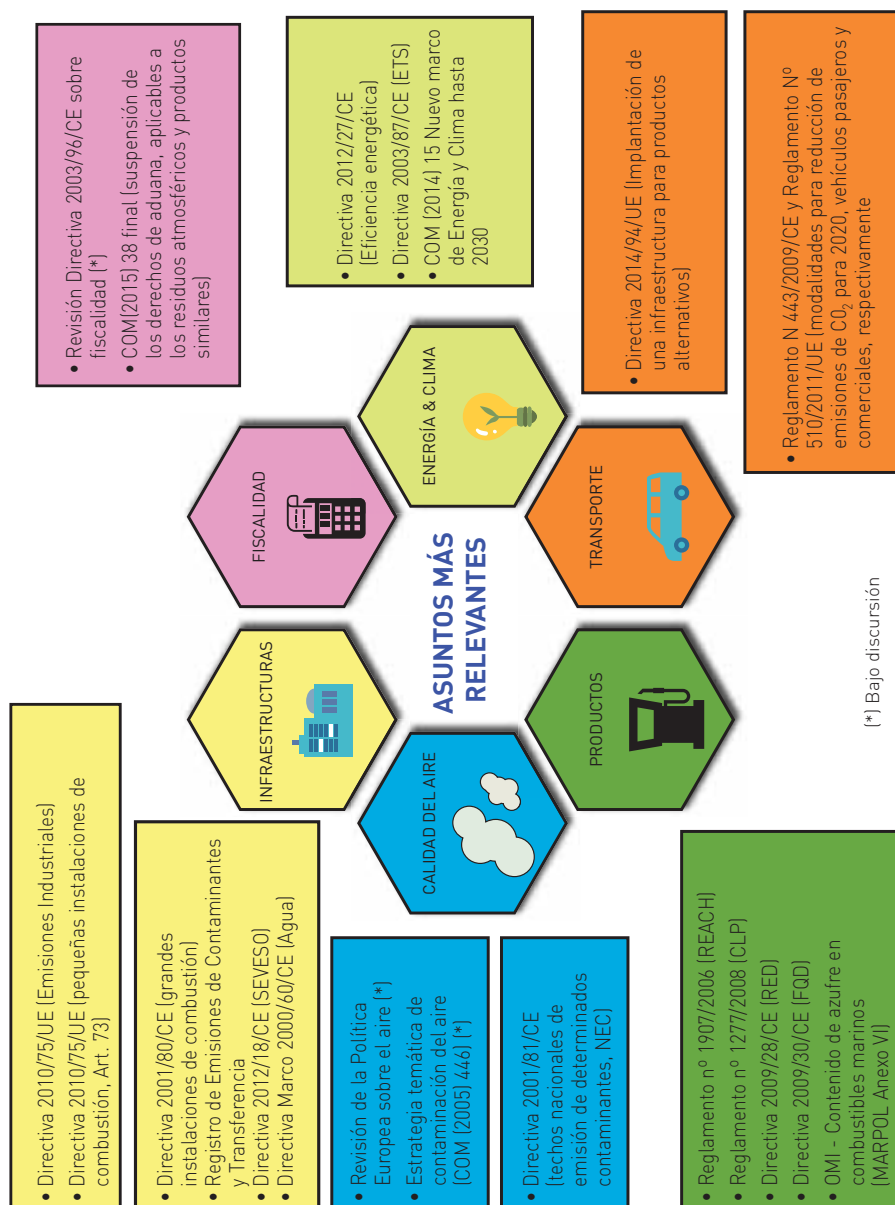 • Directiva 2010/75/UE (Emisiones Industriales)
• Directiva 2010/75/UE (pequeñas instalaciones de
combustión, Art. 73)
• Directiva 2001/80/CE (grandes
instalaciones de combustión)
• Registro de Emisiones de Contaminantes
y Transferencia
• Directiva 2012/18/CE (SEVESO)
• Directiva Marco 2000/60/CE (Agua)
• Revisión de la Política
Europea sobre el aire (*)
• Estrategia temática de
contaminación del aire
(COM (2005) 446) (*)
• Directiva 2001/81/CE
(techos nacionales de
emisión de determinados
contaminantes, NEC)
• Reglamento nº 1907/2006 (REACH)
• Reglamento nº 1277/2008 (CLP)
• Directiva 2009/28/CE (RED)
• Directiva 2009/30/CE (FQD)
• OMI - Contenido de azufre en
combustibles marinos
(MARPOL Anexo VI)
INFRAESTRUCTURAS
FISCALIDAD
CALIDAD DEL AIRE
ASUNTOS MÁS
RELEVANTES
ENERGÍA & CLIMA
PRODUCTOS
TRANSPORTE
• Revisión Directiva 2003/96/CE sobre
fiscalidad (*)
• COM(2015) 38 final (suspensión de
los derechos de aduana, aplicables a
los residuos atmosféricos y productos
similares)
• Directiva 2012/27/CE
(Eficiencia energética)
• Directiva 2003/87/CE (ETS)
• COM (2014) 15 Nuevo marco
de Energía y Clima hasta
2030
• Directiva 2014/94/UE (Implantación de
una infraestructura para productos
alternativos)
• Reglamento N 443/2009/CE y Reglamento Nº
510/2011/UE (modalidades para reducción de
emisiones de CO₂ para 2020, vehículos pasajeros y
comerciales, respectivamente
(*) Bajo discursión